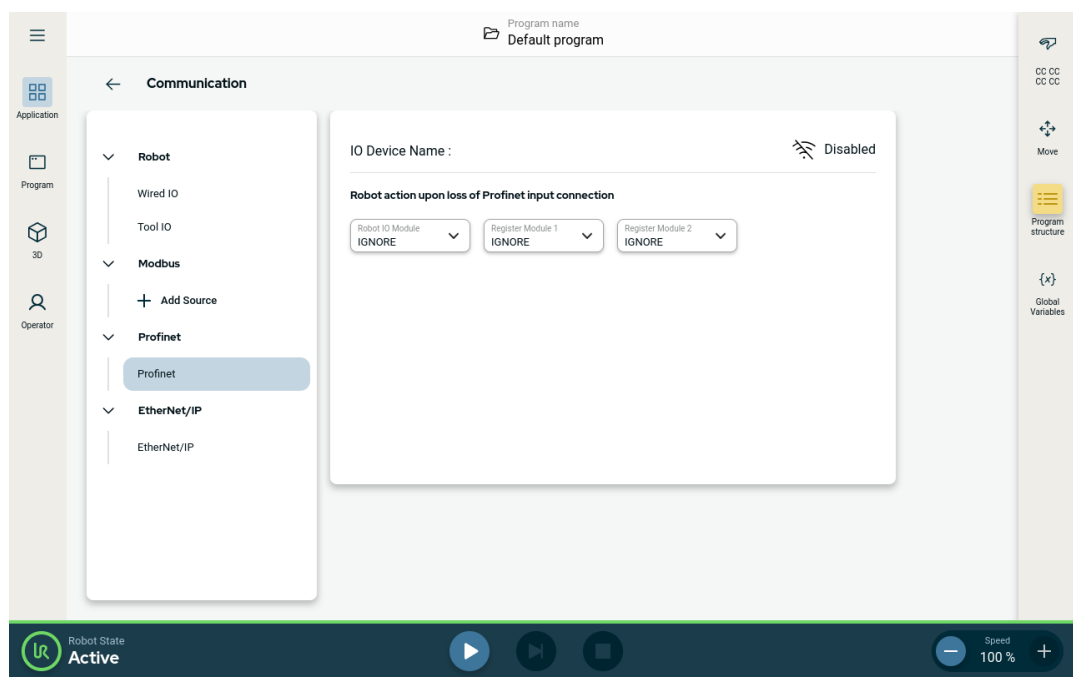 Program name
Default program
Communication
Application
Program
3D
Operator
Robot
Wired IO
Tool IO
Modbus
Add Source
Profinet
Profinet
EtherNet/IP
EtherNet/IP
IO Device Name :
Disabled
Robot action upon loss of Profinet input connection
Robot IO Module
IGNORE
Register Module 1
IGNORE
Register Module 2
IGNORE
CC CC
CC CC
Move
Program
structure
{x}
Global
Variables
UR
Robot State
Active
Speed
100 %